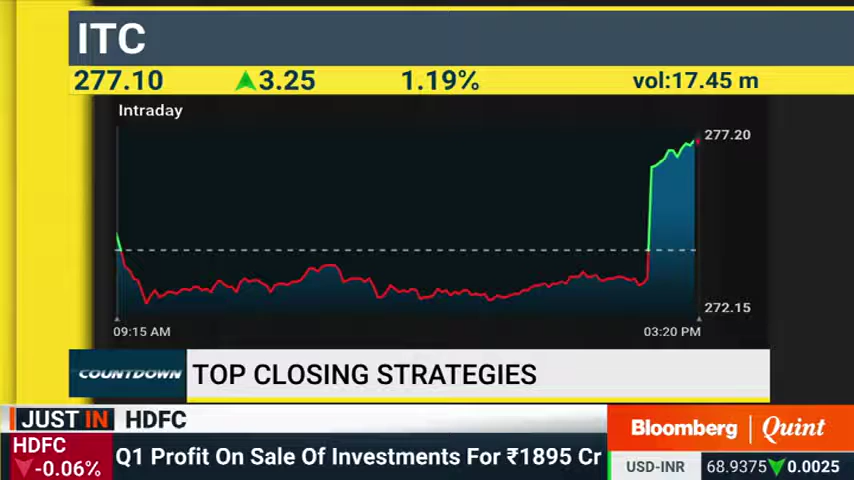 ITC
277.10 ▲3.25 1.19% vol:17.45 m
Intraday
277.20
272.15
09:15 AM 03:20 PM
COUNTDOWN TOP CLOSING STRATEGIES
JUST IN HDFC
Bloomberg | Quint
HDFC
▼-0.06%
Q1 Profit On Sale Of Investments For ₹1895 Cr
USD-INR 68.9375▼0.0025